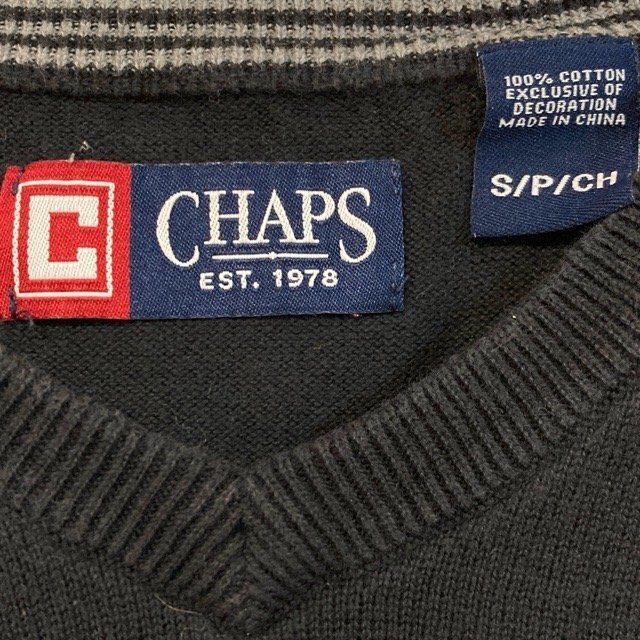 C
CHAPS
EST. 1978
100% COTTON
EXCLUSIVE OF
DECORATION
MADE IN CHINA
S/P/CH